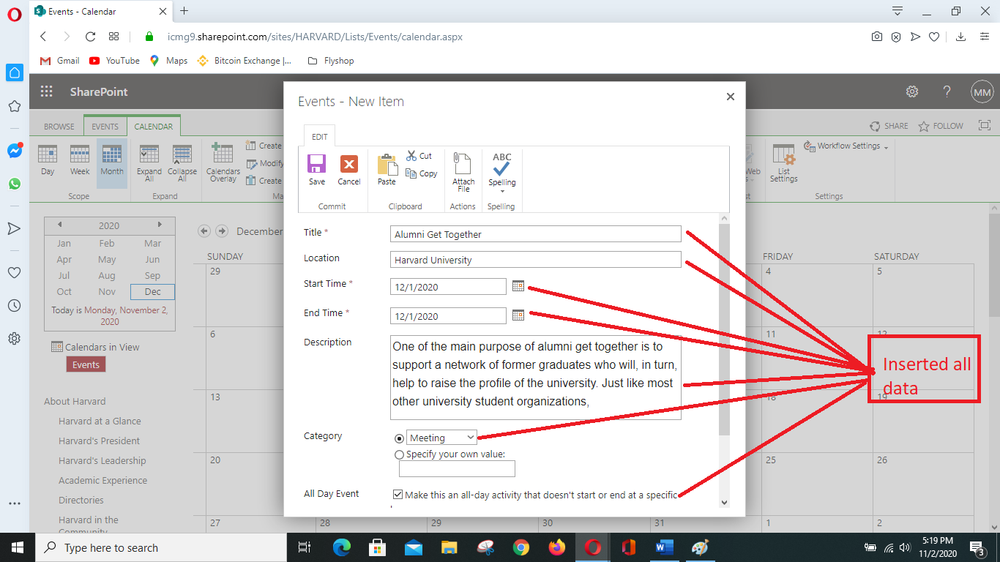 Events - Calendar
icmg9.sharepoint.com/sites/HARVARD/Lists/Events/calendar.aspx
Gmail YouTube Maps Bitcoin Exchange |... Flyshop
SharePoint
MM
BROWSE EVENTS CALENDAR
SHARE FOLLOW
Day Week Month
Scope
Expand All
Collapse All
Expand
Calendars Overlay
Create
Modify
Create
List Settings
Workflow Settings
Settings
Events - New Item
EDIT
Save Cancel
Commit
Paste Cut Copy
Clipboard
Attach File
Actions
ABC
Spelling
Spelling
Title * Alumni Get Together
Location Harvard University
Start Time * 12/1/2020
End Time * 12/1/2020
Description
One of the main purpose of alumni get together is to
support a network of former graduates who will, in turn,
help to raise the profile of the university. Just like most
other university student organizations,
Category Meeting
Specify your own value:
All Day Event Make this an all-day activity that doesn't start or end at a specific
Inserted all
data
2020
Jan Feb Mar
Apr May Jun
Jul Aug Sep
Oct Nov Dec
Today is Monday, November 2,
2020
Calendars in View
Events
About Harvard
Harvard at a Glance
Harvard's President
Harvard's Leadership
Academic Experience
Directories
Harvard in the
Community
December
SUNDAY FRIDAY SATURDAY
29 4 5
6 11 12
13 18 19
20 25 26
27 28 29 30 31 1 2
Type here to search
5:19 PM
11/2/2020
3